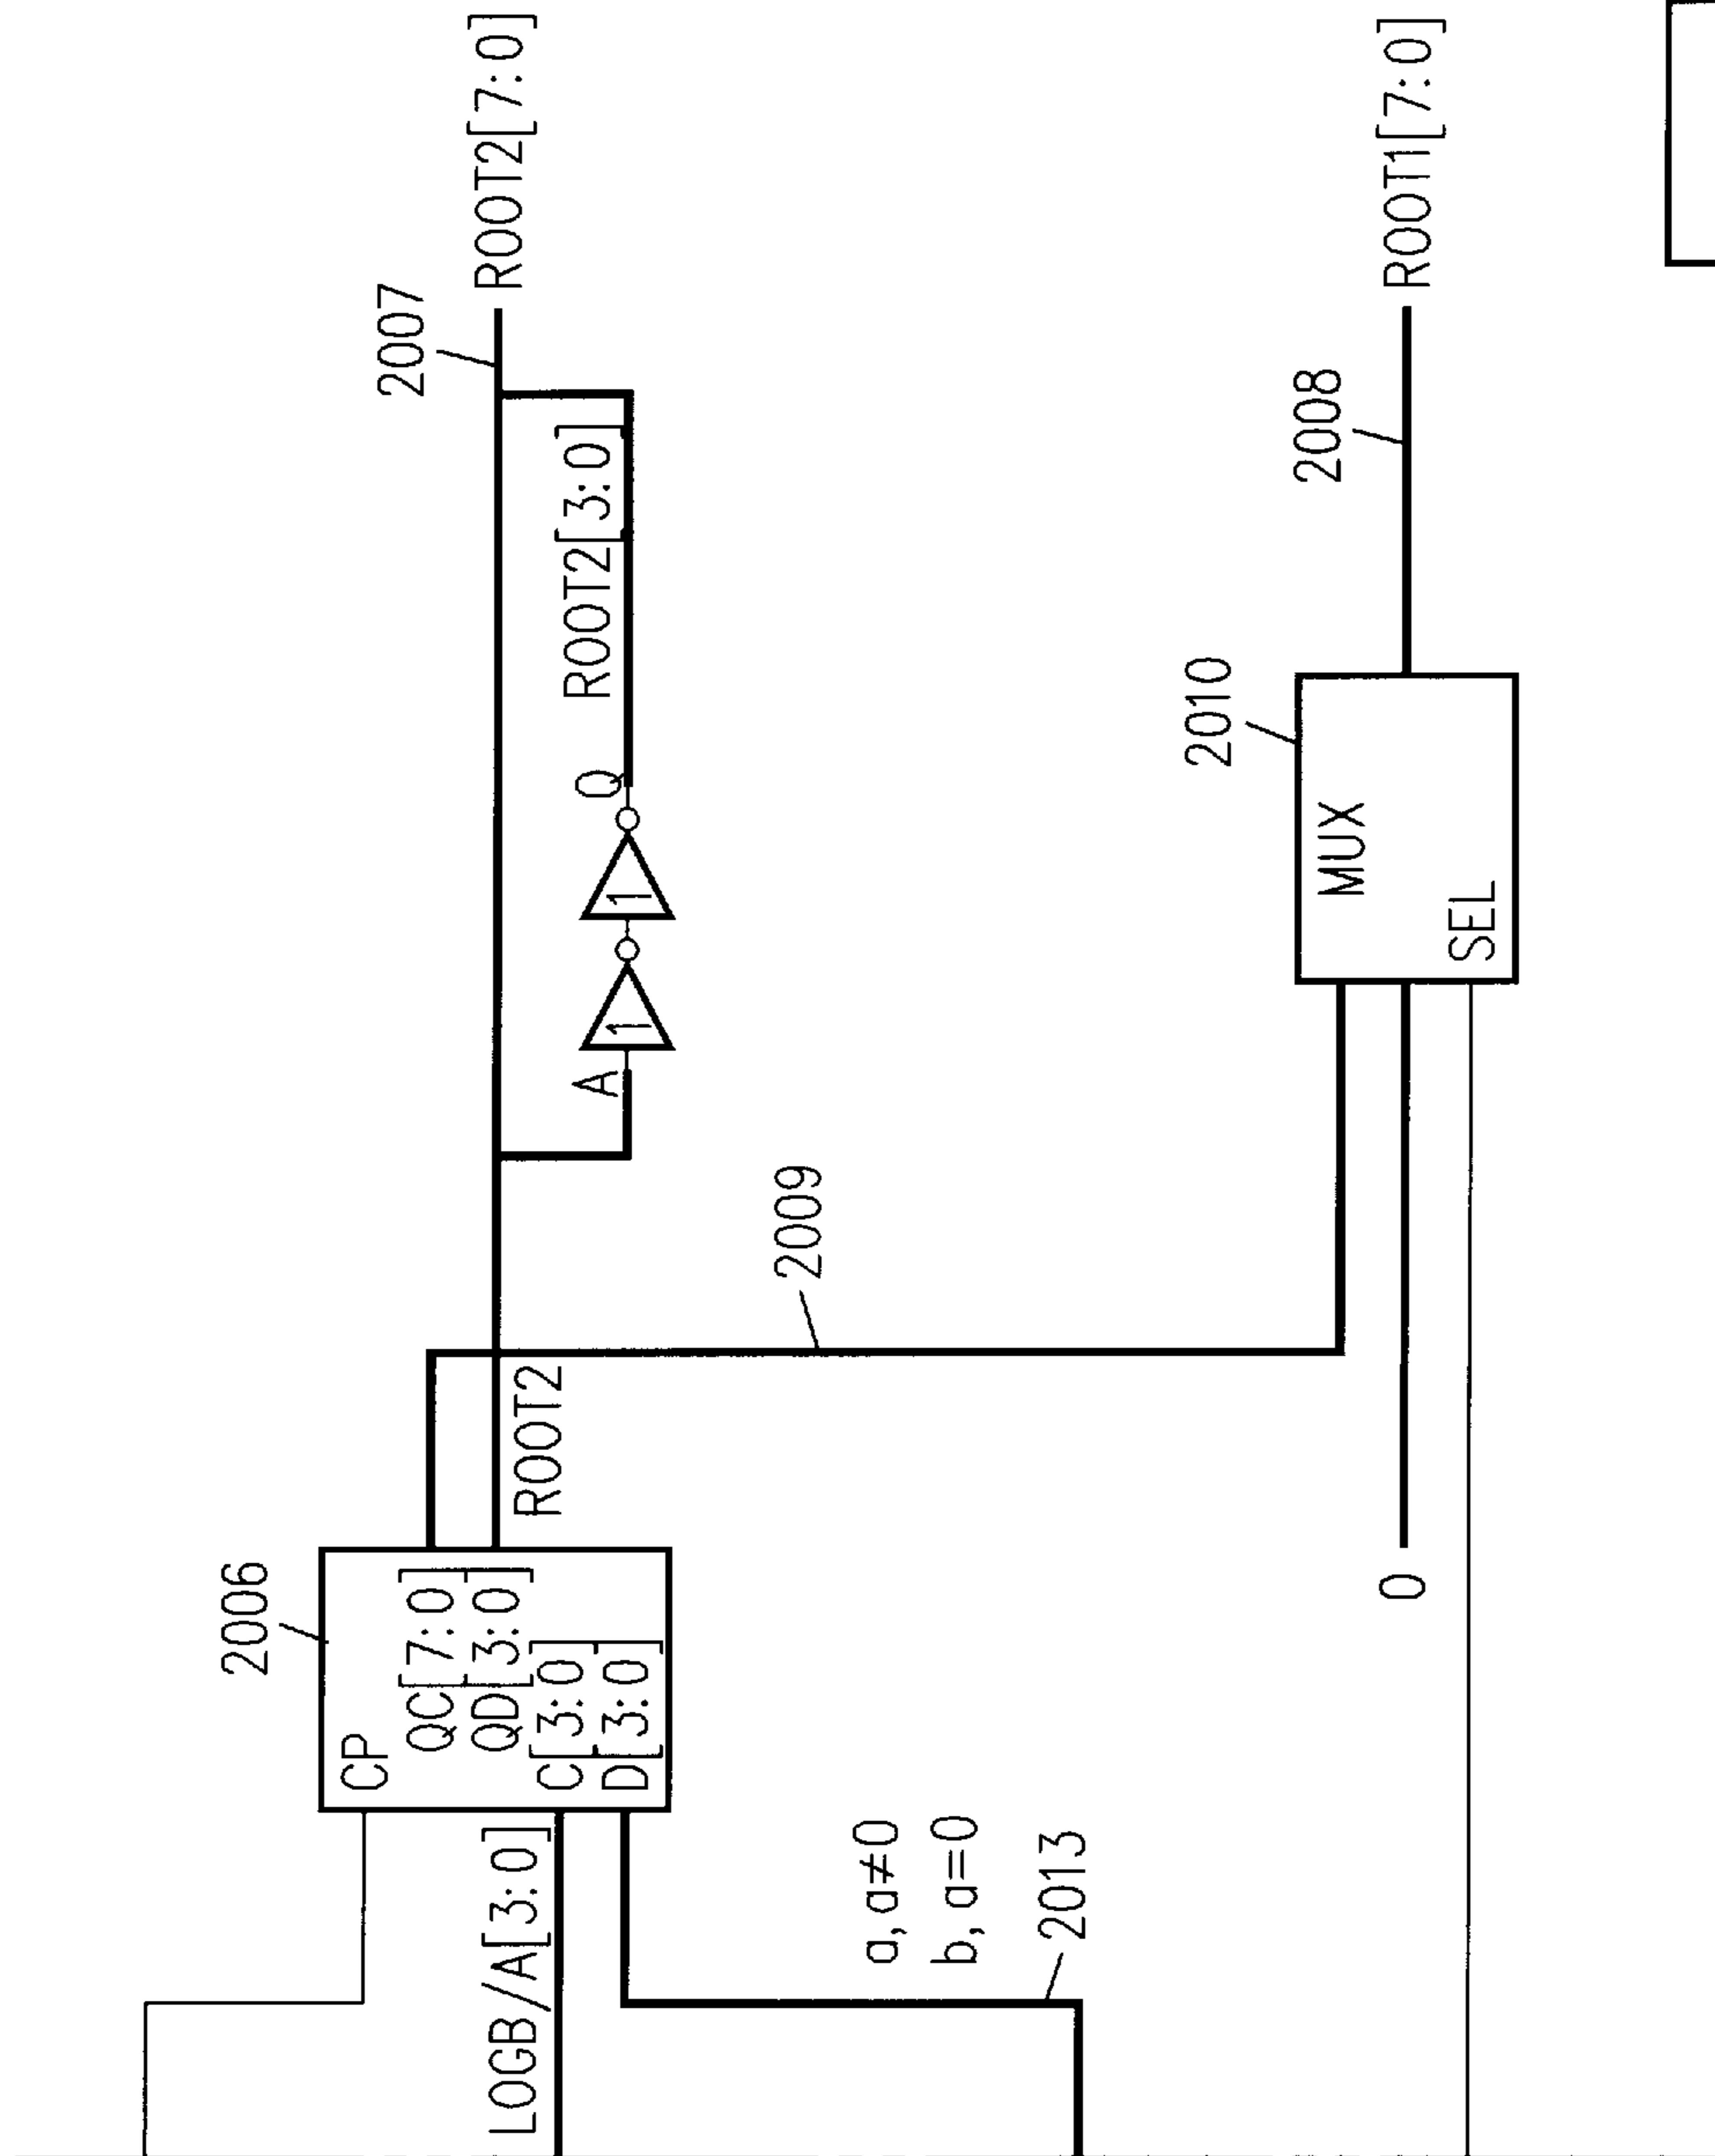 2006
CP
QC[7:0]
QD[3:0]
C[3:0]
D[3:0]
LOGB/A[3:0]
ROOT2
a, a≠0
b, a=0
2013
2009
A
1
1
Q
ROOT2[3:0]
2007
ROOT2[7:0]
0
2010
MUX
SEL
2008
ROOT1[7:0]